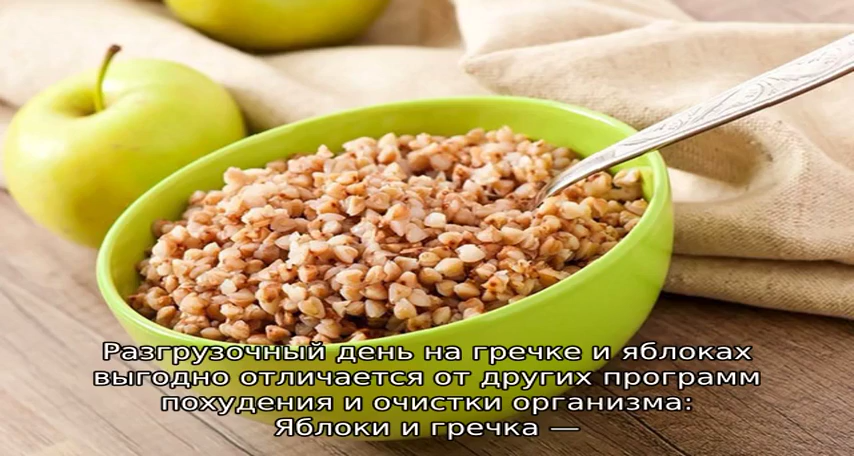 Разгрузочный день на гречке и яблоках
выгодно отличается от других программ
похудения и очистки организма:
Яблоки и гречка —